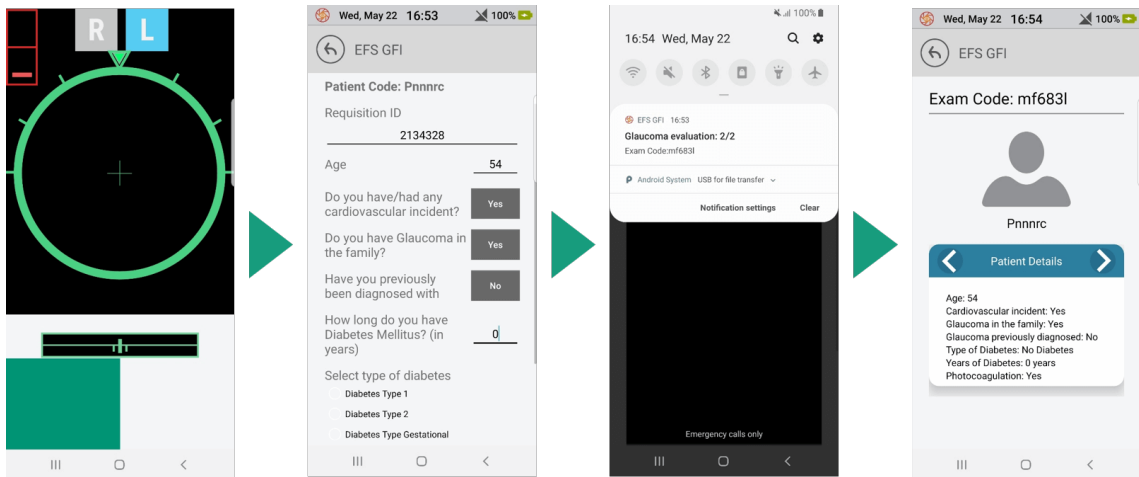 R L
Wed, May 22 16:53 100%
EFS GFI
Patient Code: Pnnnrc
Requisition ID
2134328
Age 54
Do you have/had any
cardiovascular incident?
Yes
Do you have Glaucoma in
the family?
Yes
Have you previously
been diagnosed with
No
How long do you have
Diabetes Mellitus? (in
years)
0
Select type of diabetes
Diabetes Type 1
Diabetes Type 2
Diabetes Type Gestational
100%
16:54 Wed, May 22
EFS GFI 16:53
Glaucoma evaluation: 2/2
Exam Code:mf683l
Android System USB for file transfer
Notification settings Clear
Emergency calls only
Wed, May 22 16:54 100%
EFS GFI
Exam Code: mf683l
Pnnnrc
Patient Details
Age: 54
Cardiovascular incident: Yes
Glaucoma in the family: Yes
Glaucoma previously diagnosed: No
Type of Diabetes: No Diabetes
Years of Diabetes: 0 years
Photocoagulation: Yes